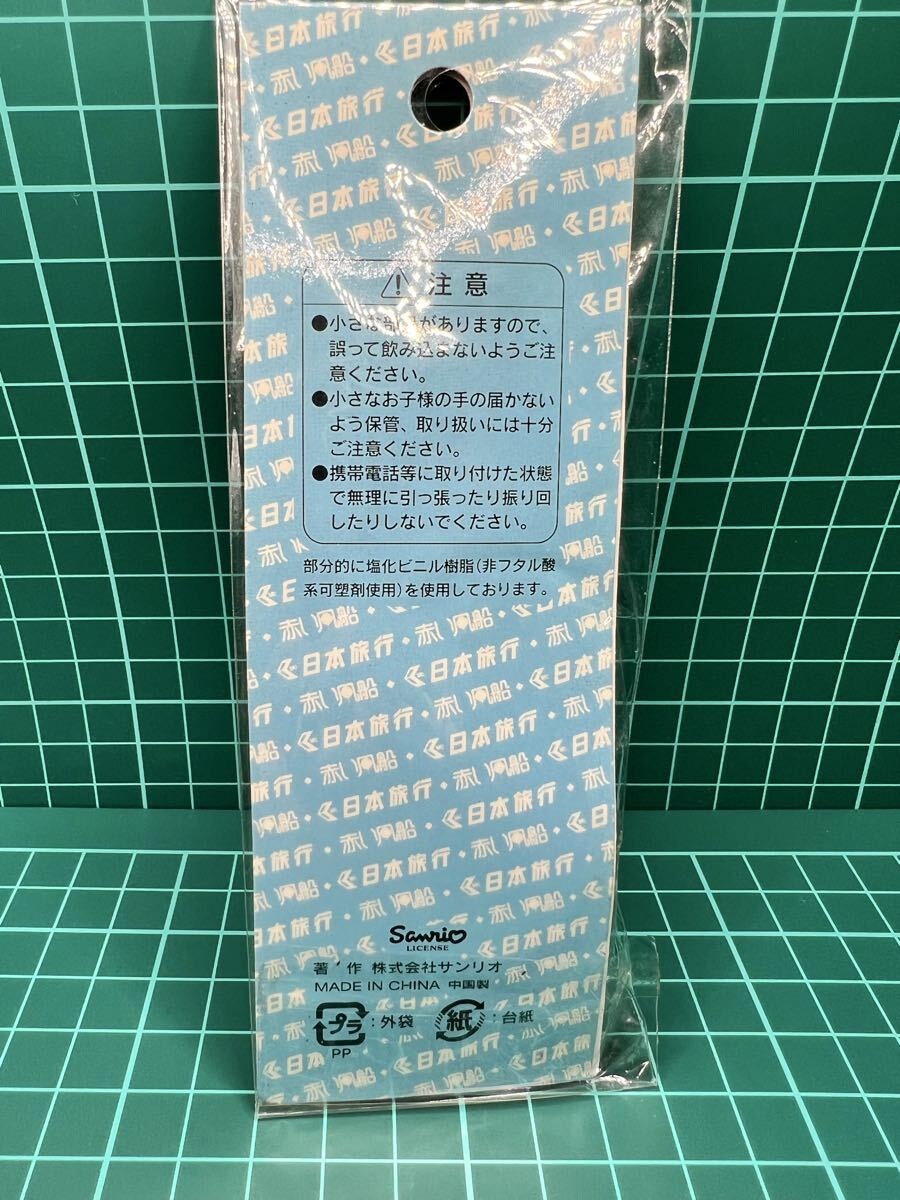 日本旅行・赤い風船
注意
●小さな部品がありますので、
誤って飲み込まないようご注
意ください。
●小さなお子様の手の届かない
よう保管、取り扱いには十分
ご注意ください。
●携帯電話等に取り付けた状態
で無理に引っ張ったり振り回
したりしないでください。
部分的に塩化ビニル樹脂(非フタル酸
系可塑剤使用)を使用しております。
Sanrio
LICENSE
著作 株式会社サンリオ
MADE IN CHINA 中国製
プラ:外袋 紙:台紙
PP